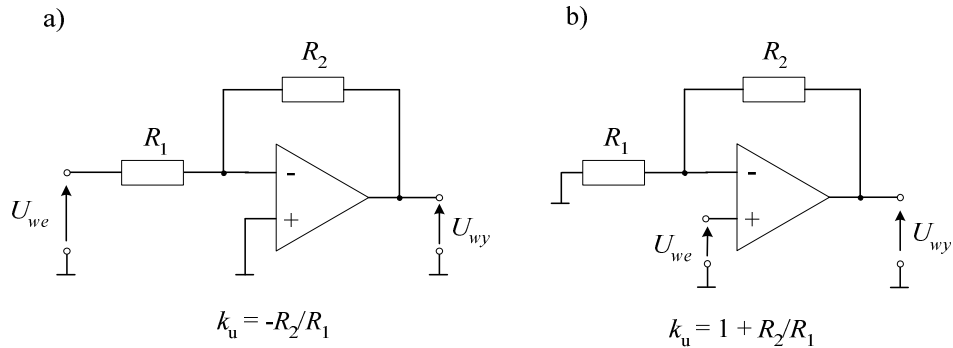 a)
R2
R1
-
+
Uwe
Uwy
ku = -R2/R1
b)
R2
R1
-
+
Uwe
Uwy
ku = 1 + R2/R1